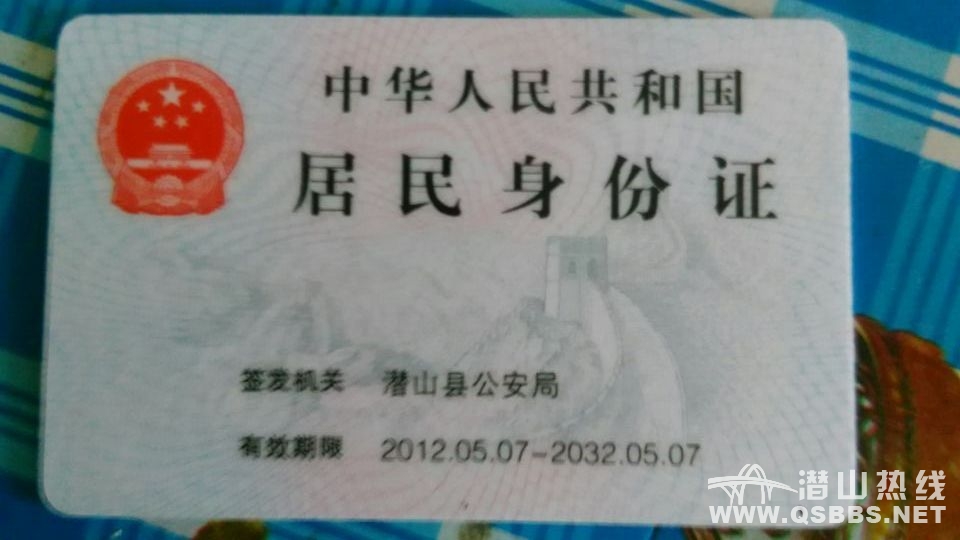 中华人民共和国
居民身份证
签发机关 潜山县公安局
有效期限 2012.05.07-2032.05.07
潜山热线
WWW.QSBBS.NET